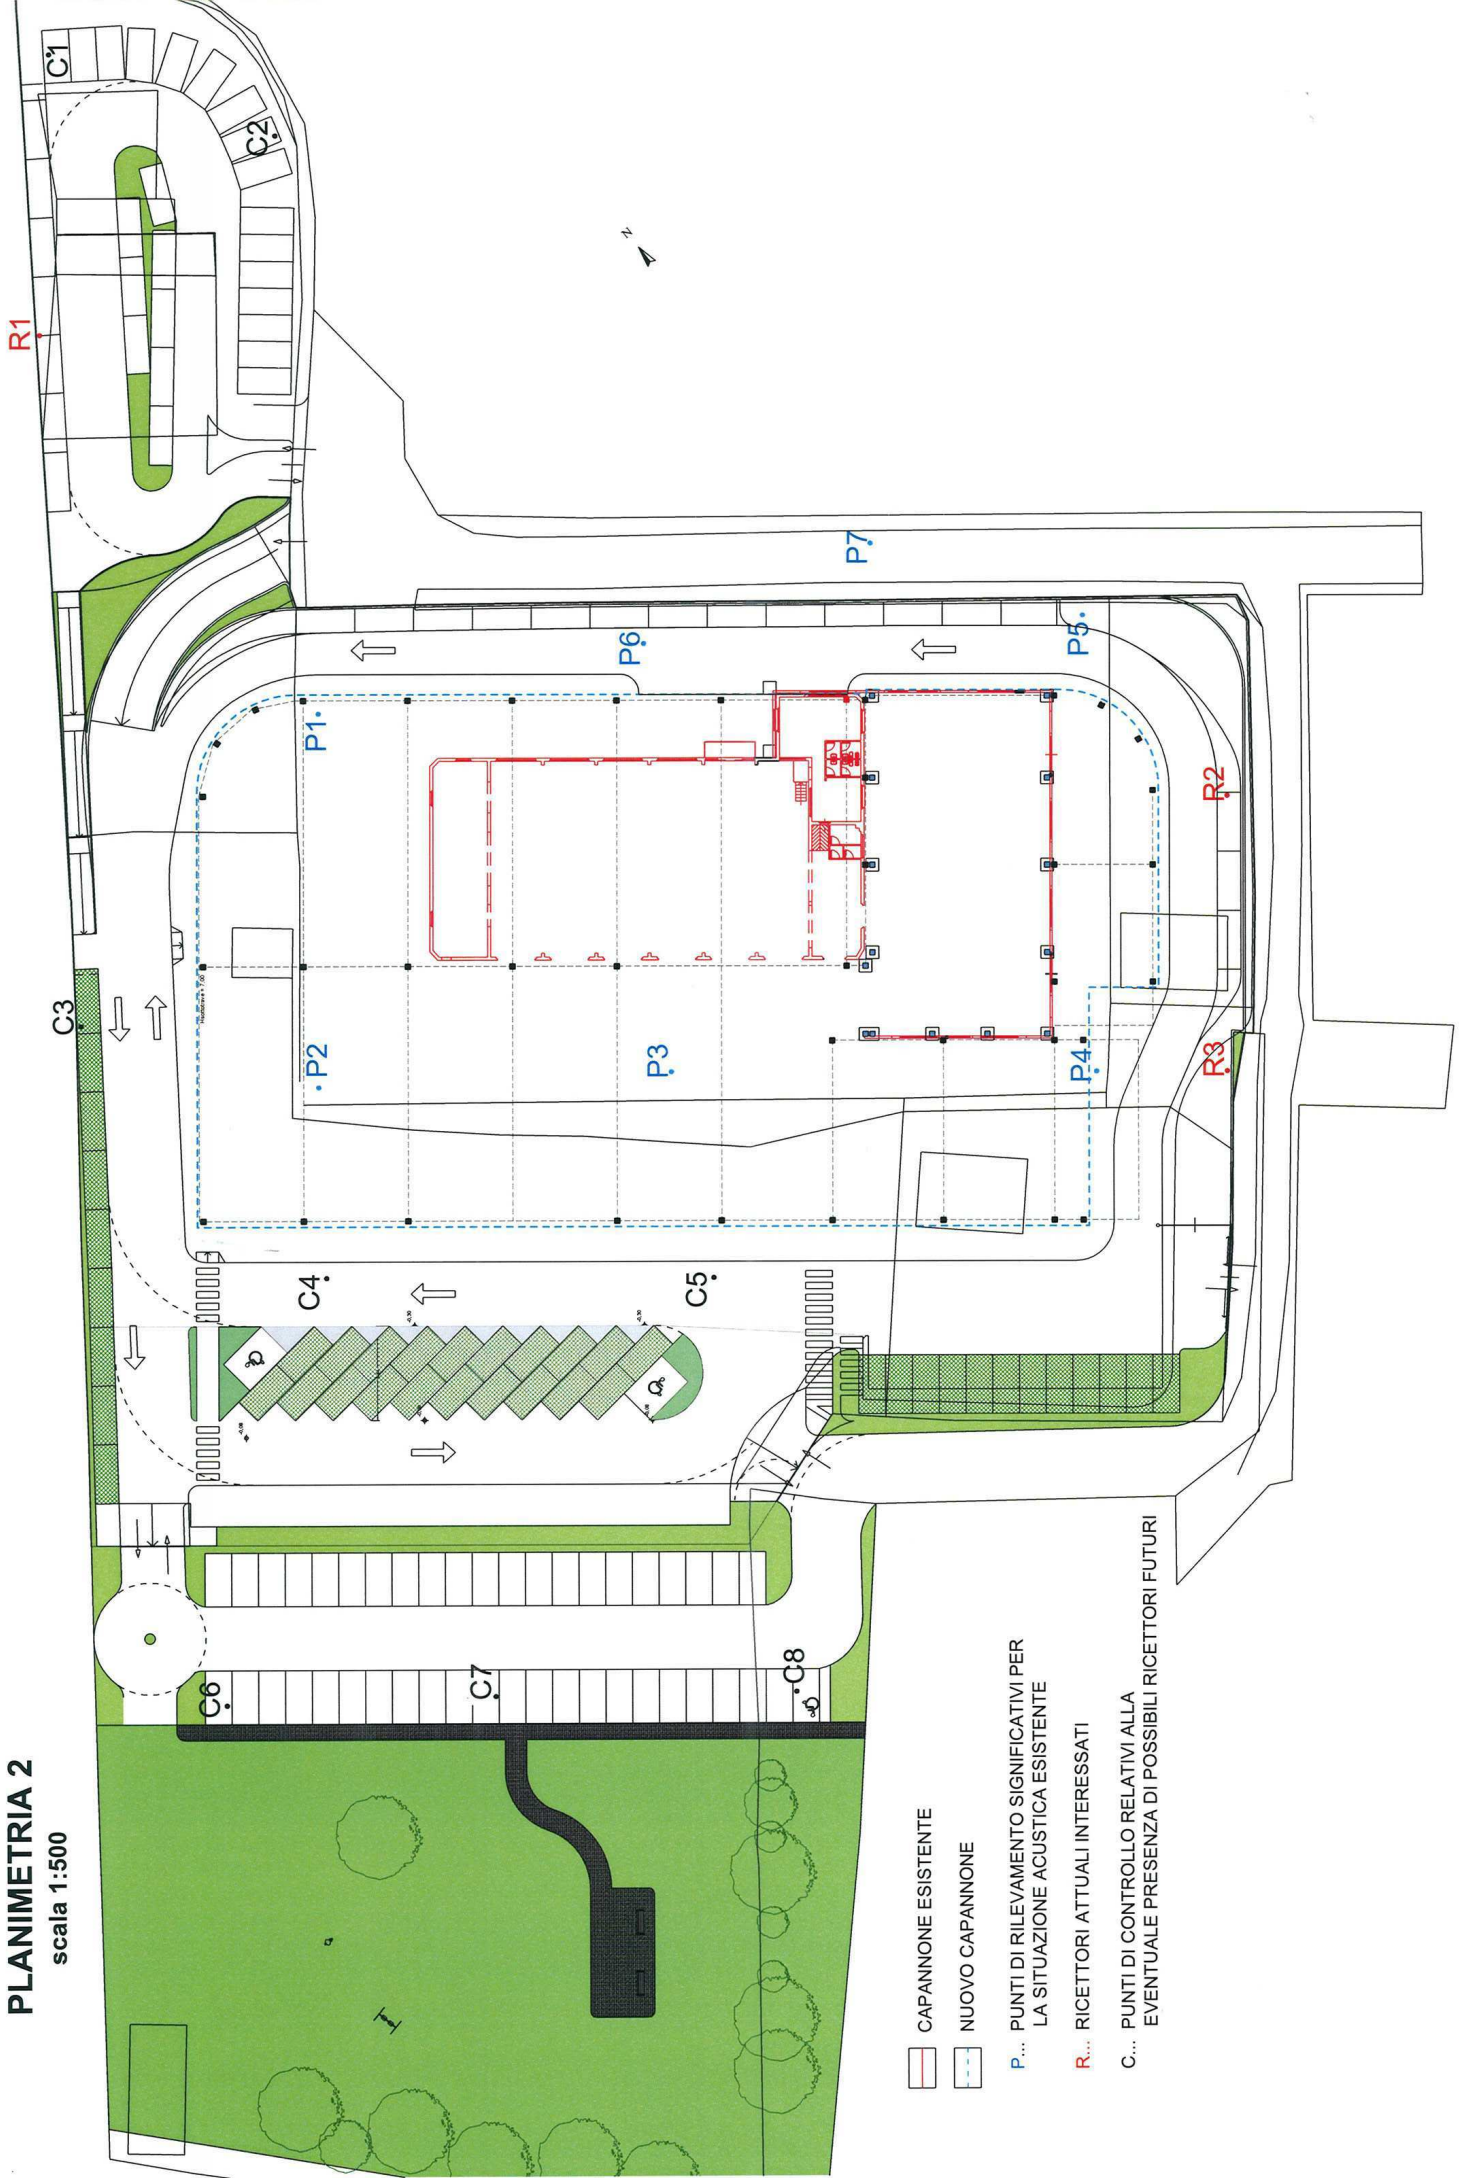 PLANIMETRIA 2
scala 1:500
C1
C2
R1
N
P7
P6
P5
P1
R2
C3
P2
P3
P4
R3
C4
C5
C6
C7
C8
CAPANNONE ESISTENTE
NUOVO CAPANNONE
P... PUNTI DI RILEVAMENTO SIGNIFICATIVI PER
LA SITUAZIONE ACUSTICA ESISTENTE
R... RICETTORI ATTUALI INTERESSATI
C... PUNTI DI CONTROLLO RELATIVI ALLA
EVENTUALE PRESENZA DI POSSIBILI RICETTORI FUTURI